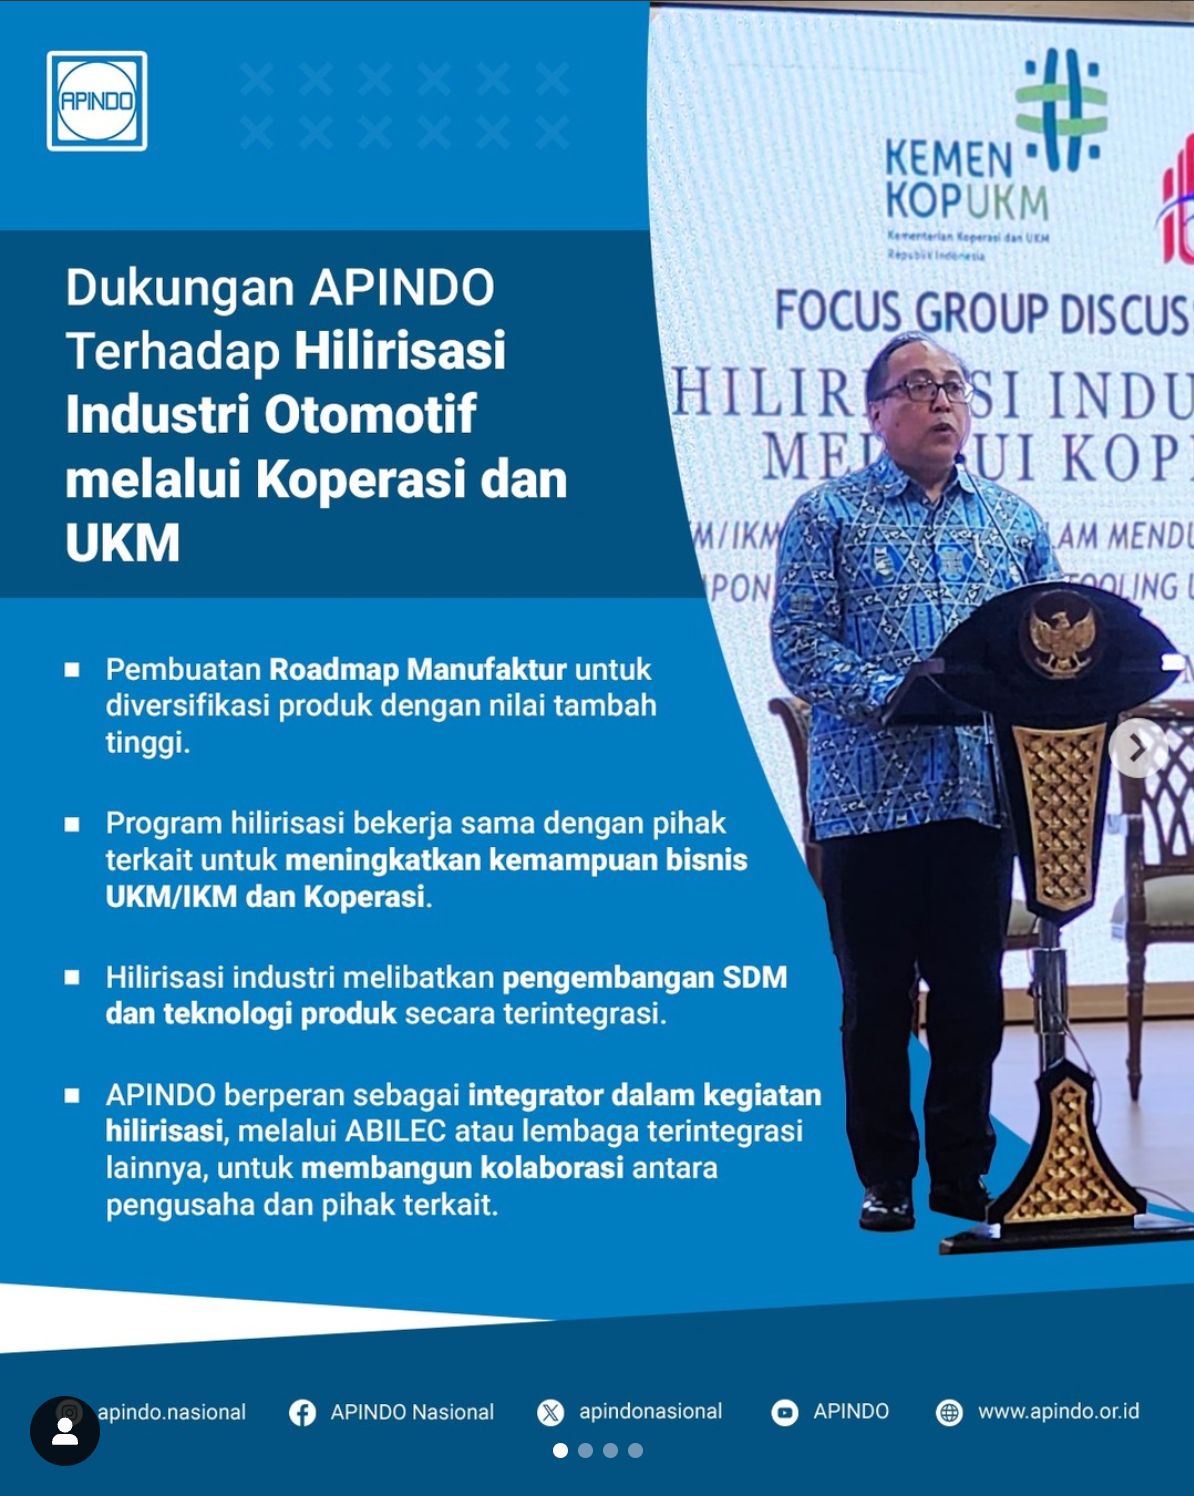 APINDO
KEMEN
KOPUKM
Kementerian Koperasi dan UKM
Republik Indonesia
FOCUS GROUP DISCUS
HILIR SI INDU
ME UI KOP
M/IKM LAM MENDU
PON TOOLING U
Dukungan APINDO
Terhadap Hilirisasi
Industri Otomotif
melalui Koperasi dan
UKM
Pembuatan Roadmap Manufaktur untuk
diversifikasi produk dengan nilai tambah
tinggi.
Program hilirisasi bekerja sama dengan pihak
terkait untuk meningkatkan kemampuan bisnis
UKM/IKM dan Koperasi.
Hilirisasi industri melibatkan pengembangan SDM
dan teknologi produk secara terintegrasi.
APINDO berperan sebagai integrator dalam kegiatan
hilirisasi, melalui ABILEC atau lembaga terintegrasi
lainnya, untuk membangun kolaborasi antara
pengusaha dan pihak terkait.
apindo.nasional APINDO Nasional apindonasional APINDO www.apindo.or.id